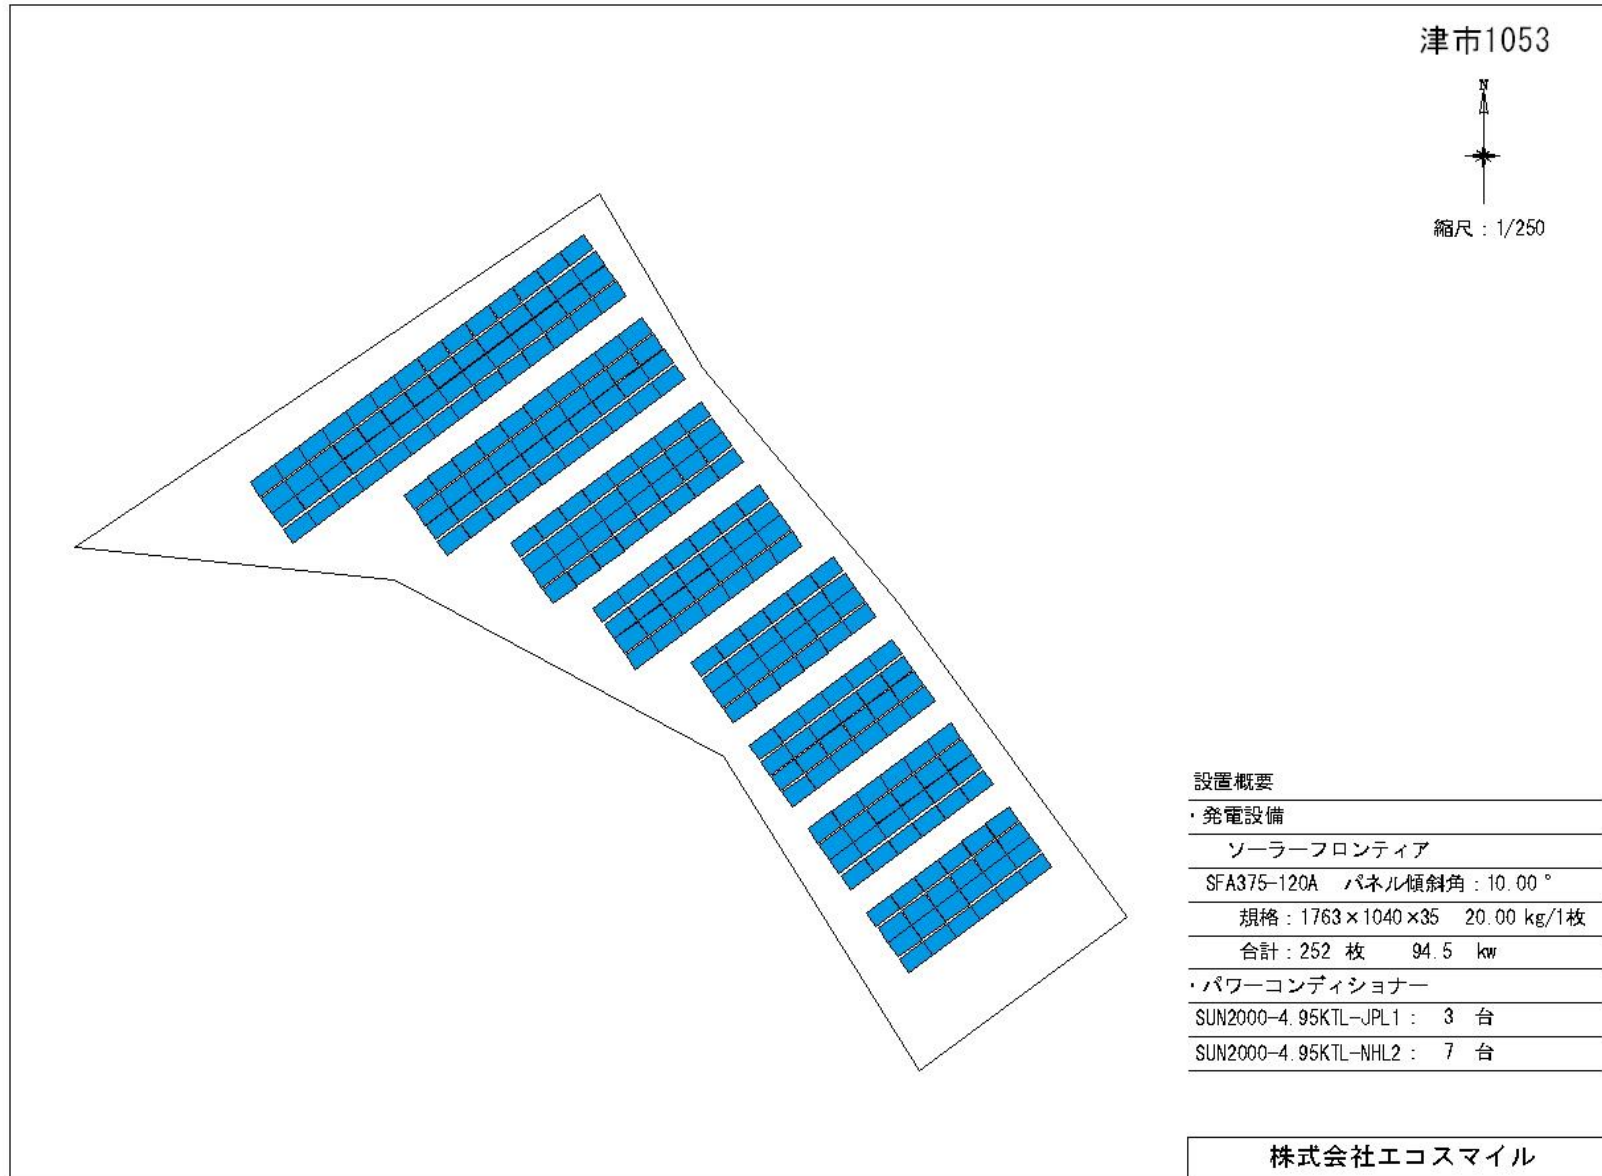 津市1053
N
縮尺：1/250
設置概要
・発電設備
ソーラーフロンティア
SFA375-120A パネル傾斜角：10.00°
規格：1763×1040×35 20.00 kg/1枚
合計：252 枚 94.5 kw
・パワーコンディショナー
SUN2000-4.95KTL-JPL1： 3 台
SUN2000-4.95KTL-NHL2： 7 台
株式会社エコスマイル